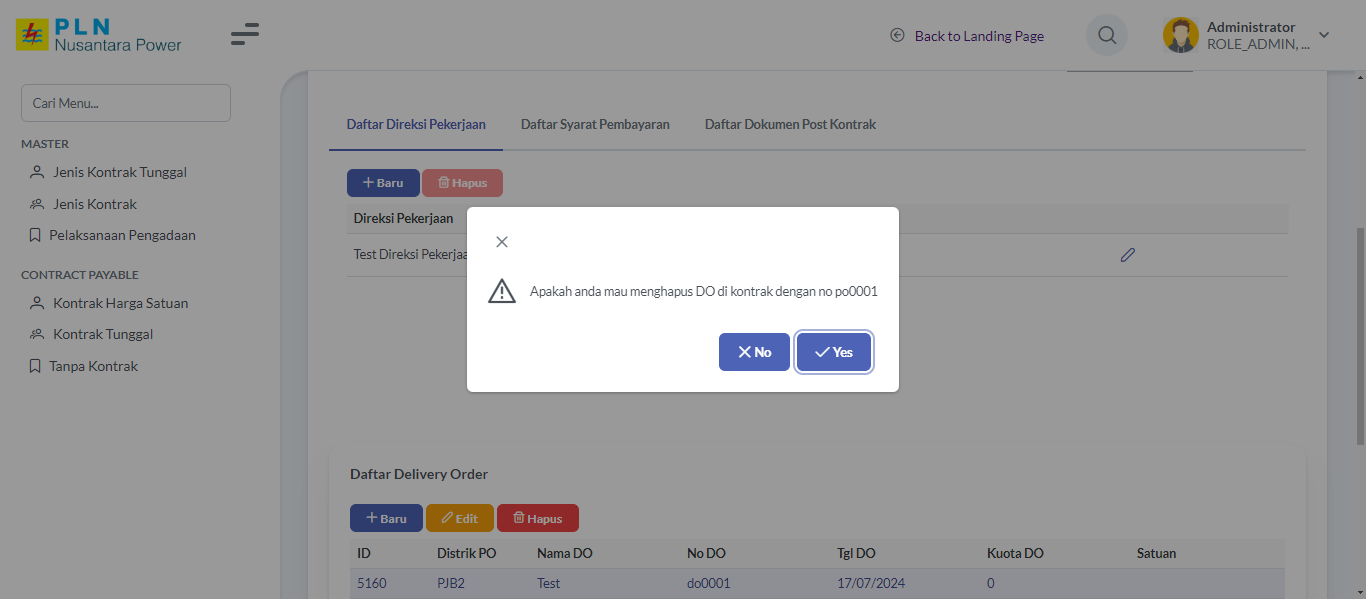 PLN
Nusantara Power
Back to Landing Page
Administrator
ROLE_ADMIN, ...
Cari Menu...
MASTER
Jenis Kontrak Tunggal
Jenis Kontrak
Pelaksanaan Pengadaan
CONTRACT PAYABLE
Kontrak Harga Satuan
Kontrak Tunggal
Tanpa Kontrak
Daftar Direksi Pekerjaan Daftar Syarat Pembayaran Daftar Dokumen Post Kontrak
Baru Hapus
Direksi Pekerjaan
Test Direksi Pekerjaa
Apakah anda mau menghapus DO di kontrak dengan no po0001
No Yes
Daftar Delivery Order
Baru Edit Hapus
ID Distrik PO Nama DO No DO Tgl DO Kuota DO Satuan
5160 PJB2 Test do0001 17/07/2024 0